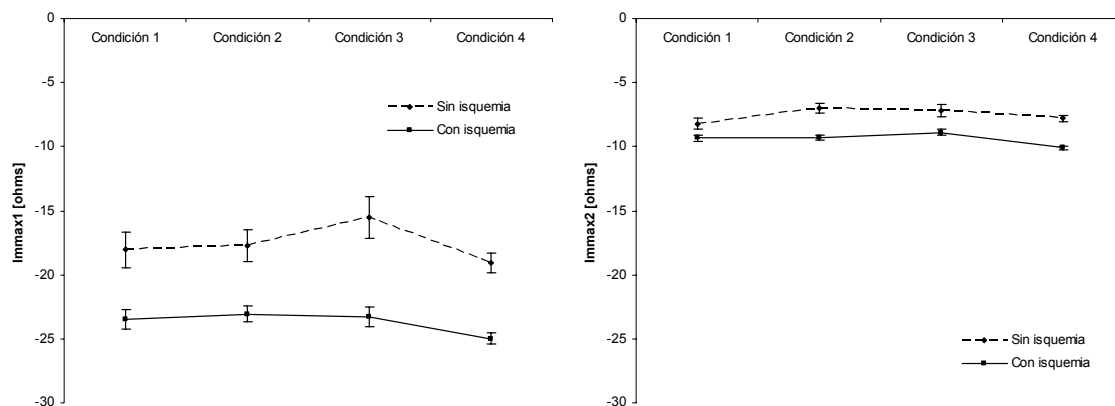 0
Condición 1 Condición 2 Condición 3 Condición 4
-5
Sin isquemia
Con isquemia
-10
-15
-20
-25
-30
Immax1 [ohms]
0
Condición 1 Condición 2 Condición 3 Condición 4
-5
-10
-15
-20
-25
Sin isquemia
Con isquemia
-30
Immax2 [ohms]